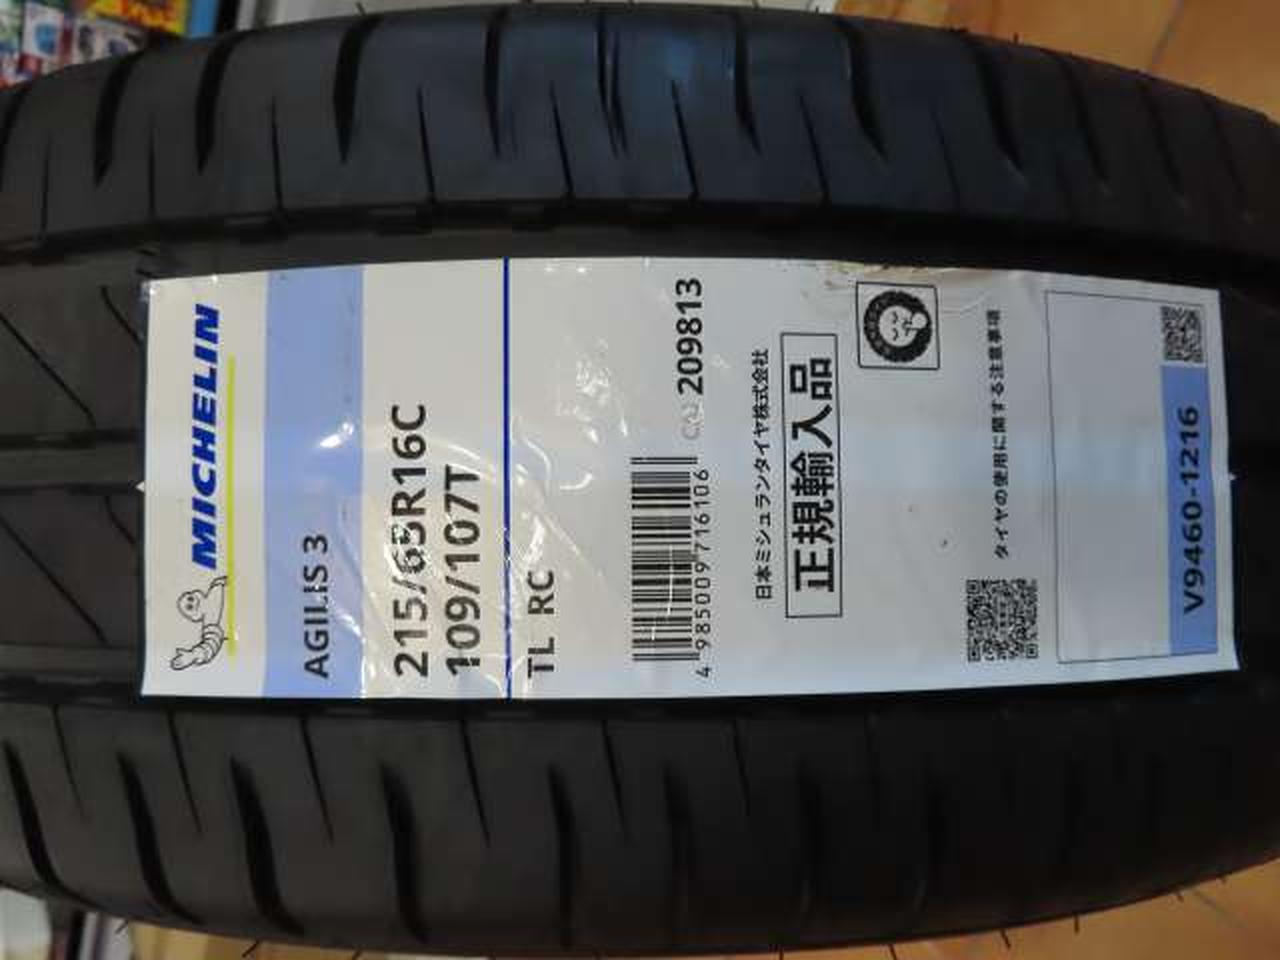 MICHELIN
AGILIS 3
215/65R16C
109/107T
TL RC
209813
4 985009 716106
日本ミシュランタイヤ株式会社
正規輸入品
タイヤの使用に関する注意事項
V9460-1216